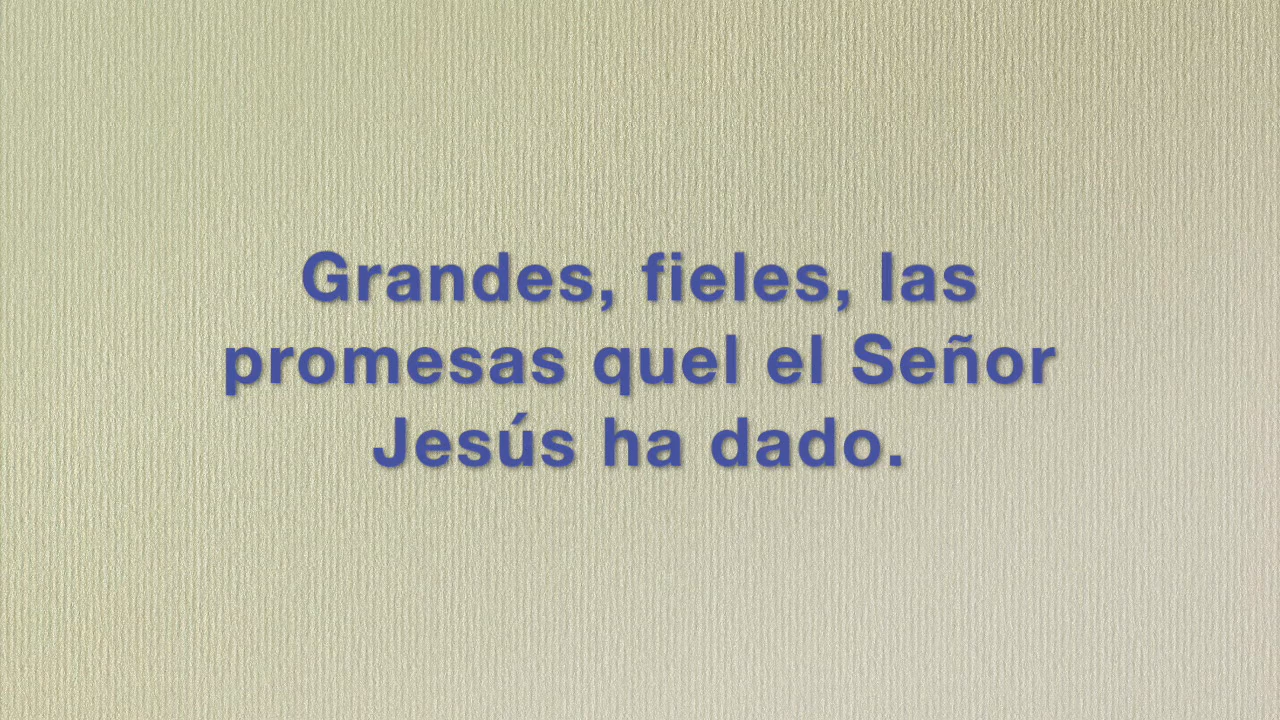 Grandes, fieles, las
promesas quel el Señor
Jesús ha dado.